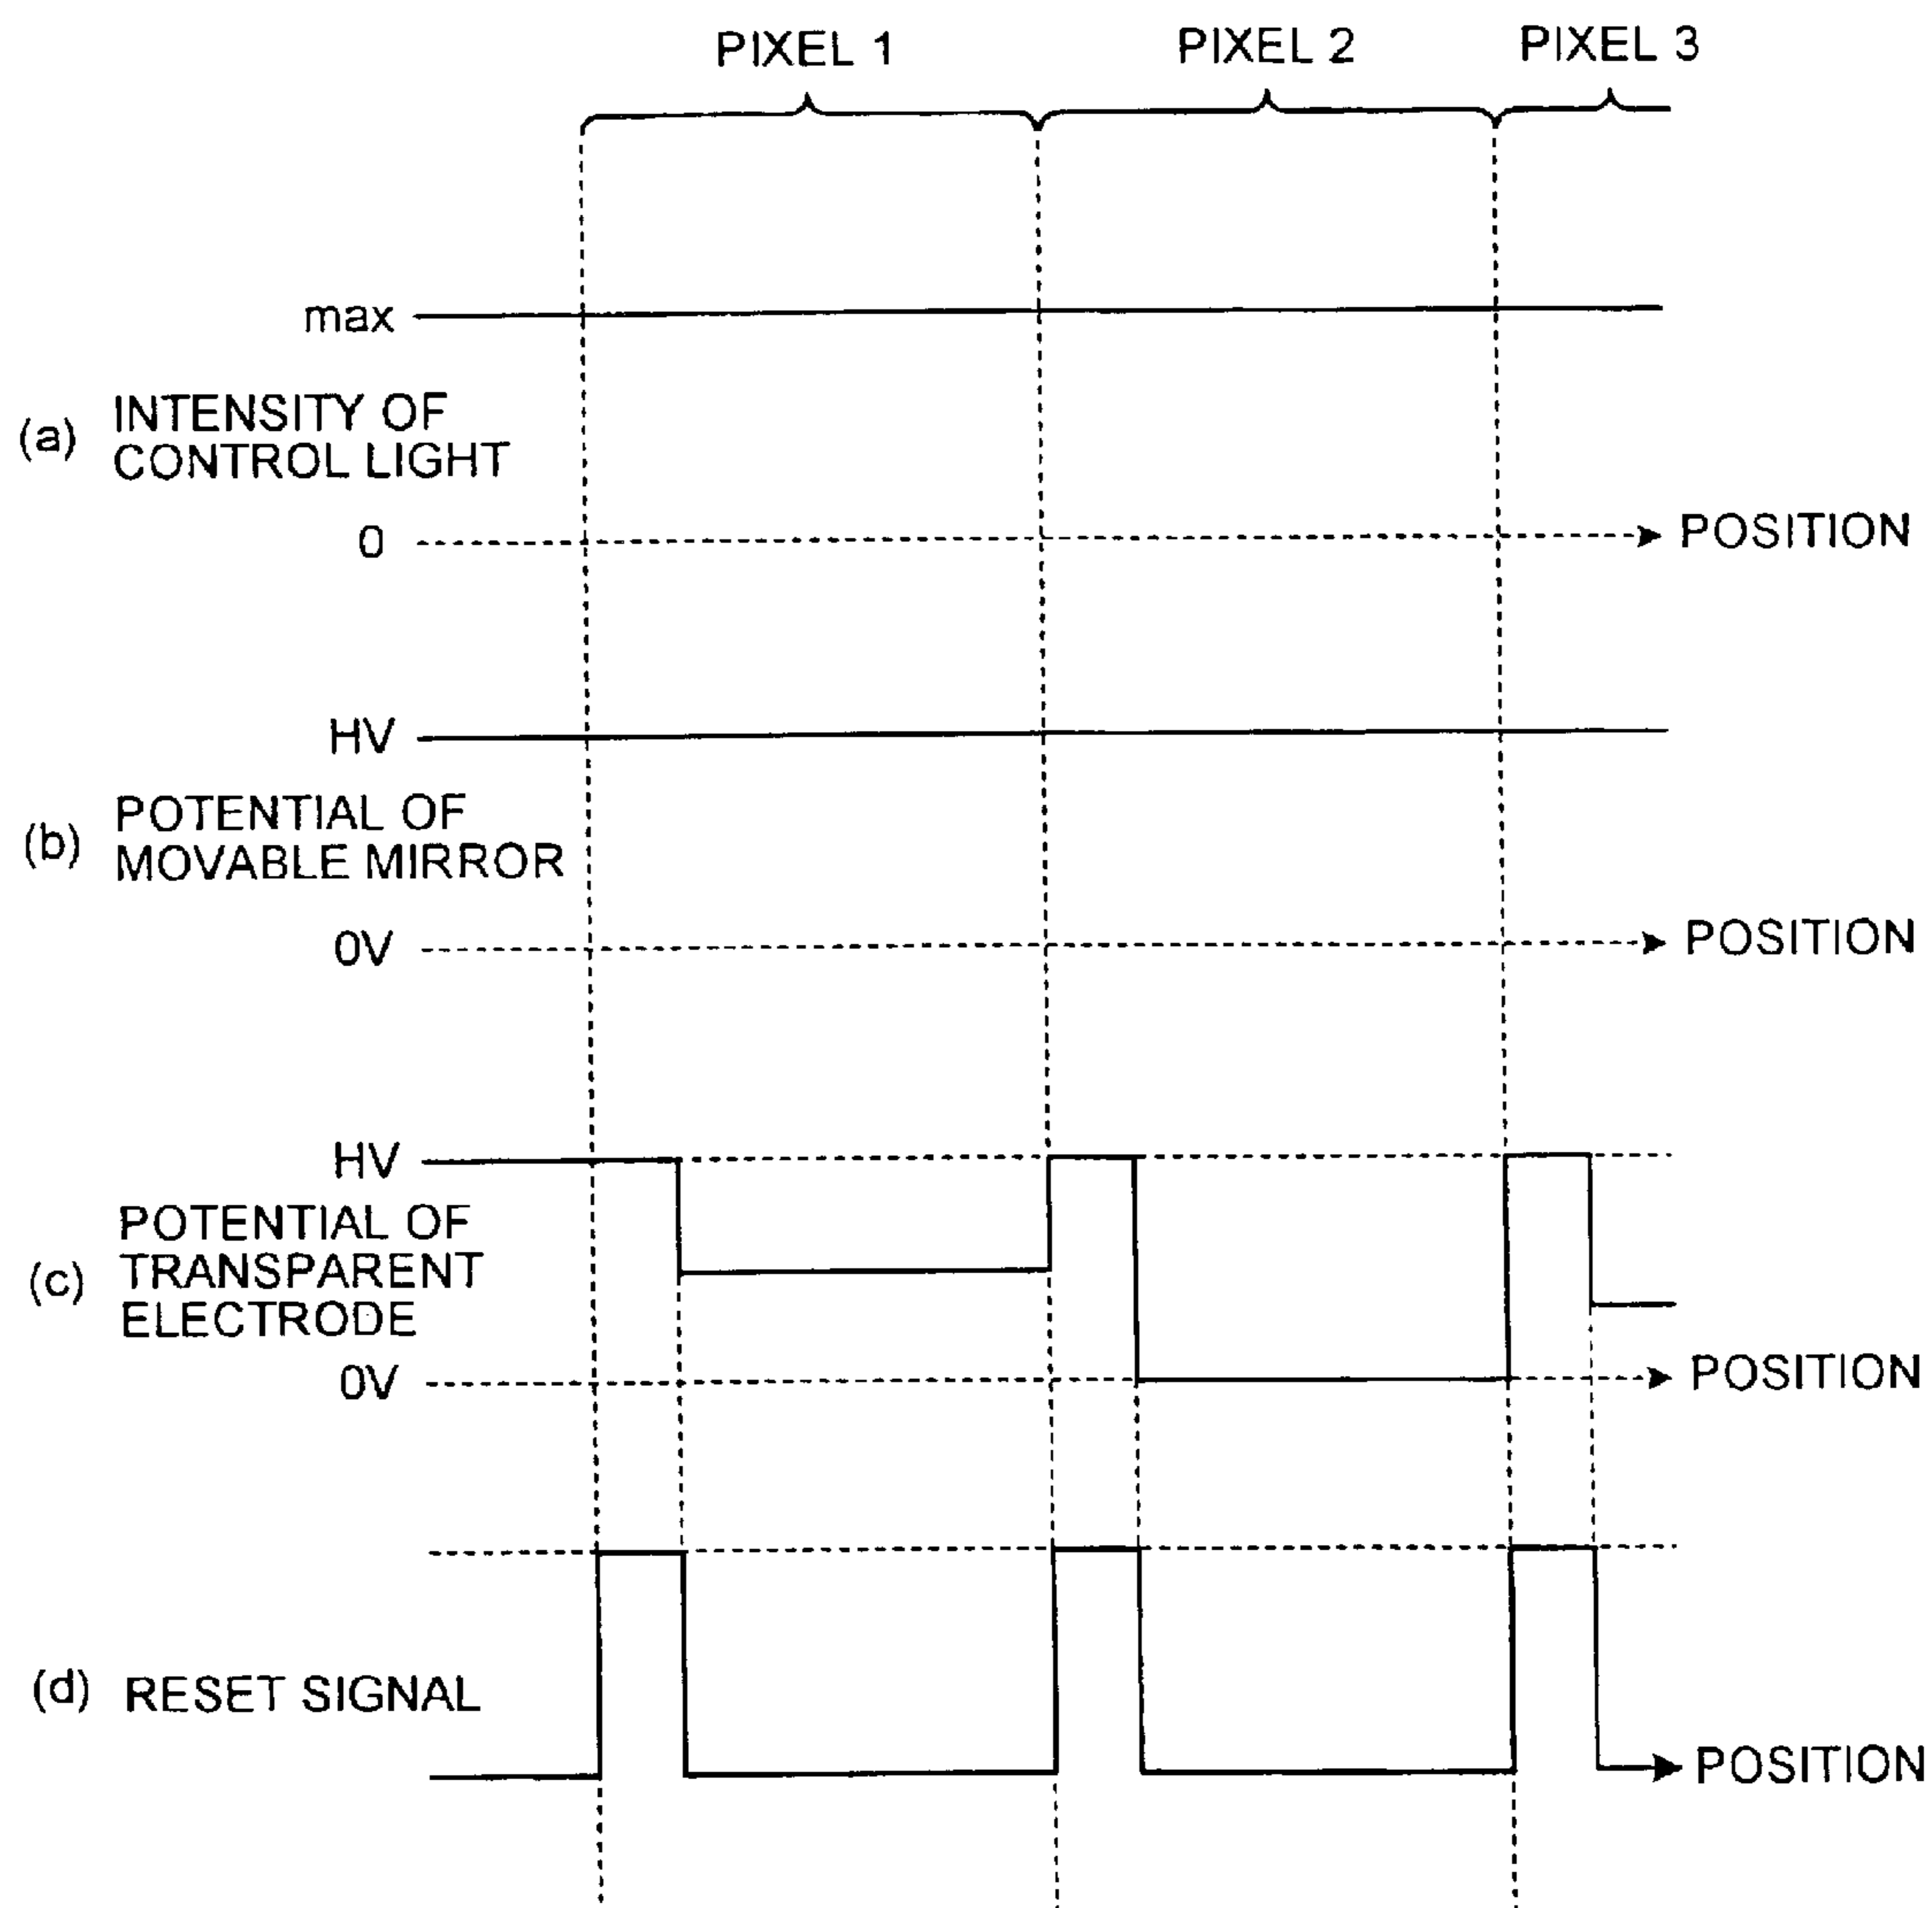 PIXEL 1
PIXEL 2
PIXEL 3
max
(a) INTENSITY OF
CONTROL LIGHT
0
POSITION
HV
(b) POTENTIAL OF
MOVABLE MIRROR
0V
POSITION
HV
(c) POTENTIAL OF
TRANSPARENT
ELECTRODE
0V
POSITION
(d) RESET SIGNAL
POSITION